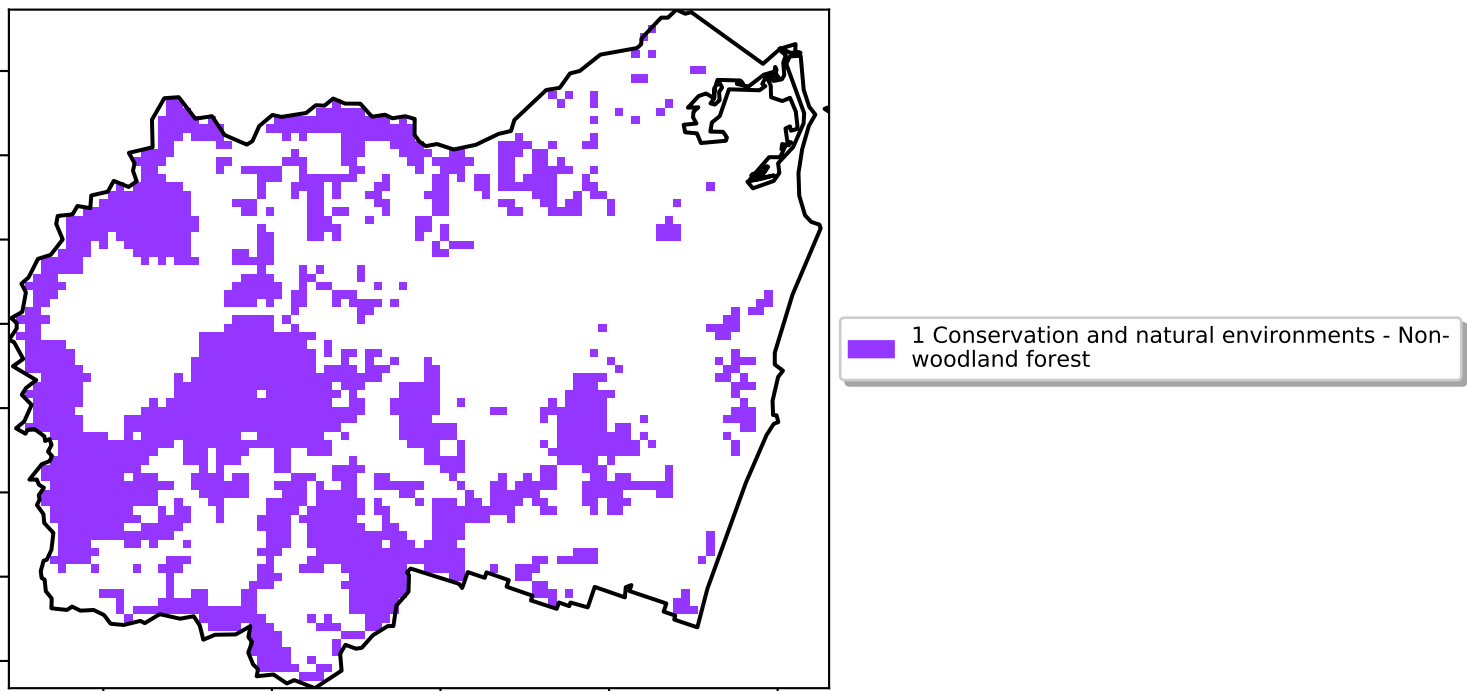 1 Conservation and natural environments - Non-
woodland forest